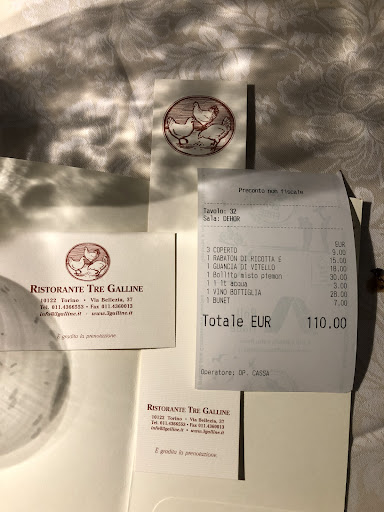 Preconto non fiscale
Tavolo: 32
Sala: DEHOR
EUR
3 COPERTO 9.00
1 RABATON DI RICOTTA E 15.00
1 GUANCIA DI VITELLO 18.00
1 Bollito misto piemon 30.00
1 1 lt acqua 3.00
1 VINO BOTTIGLIA 28.00
1 BUNET 7.00
Totale EUR 110.00
Operatore: OP. CASSA
RISTORANTE TRE GALLINE
10122 Torino • Via Bellezia, 37
Tel. 011.4366553 • Fax 011.4360013
info@3galline.it • www.3galline.it
È gradita la prenotazione
RISTORANTE TRE GALLINE
10122 Torino • Via Bellezia, 37
Tel. 011.4366553 • Fax 011.4360013
info@3galline.it • www.3galline.it
È gradita la prenotazione